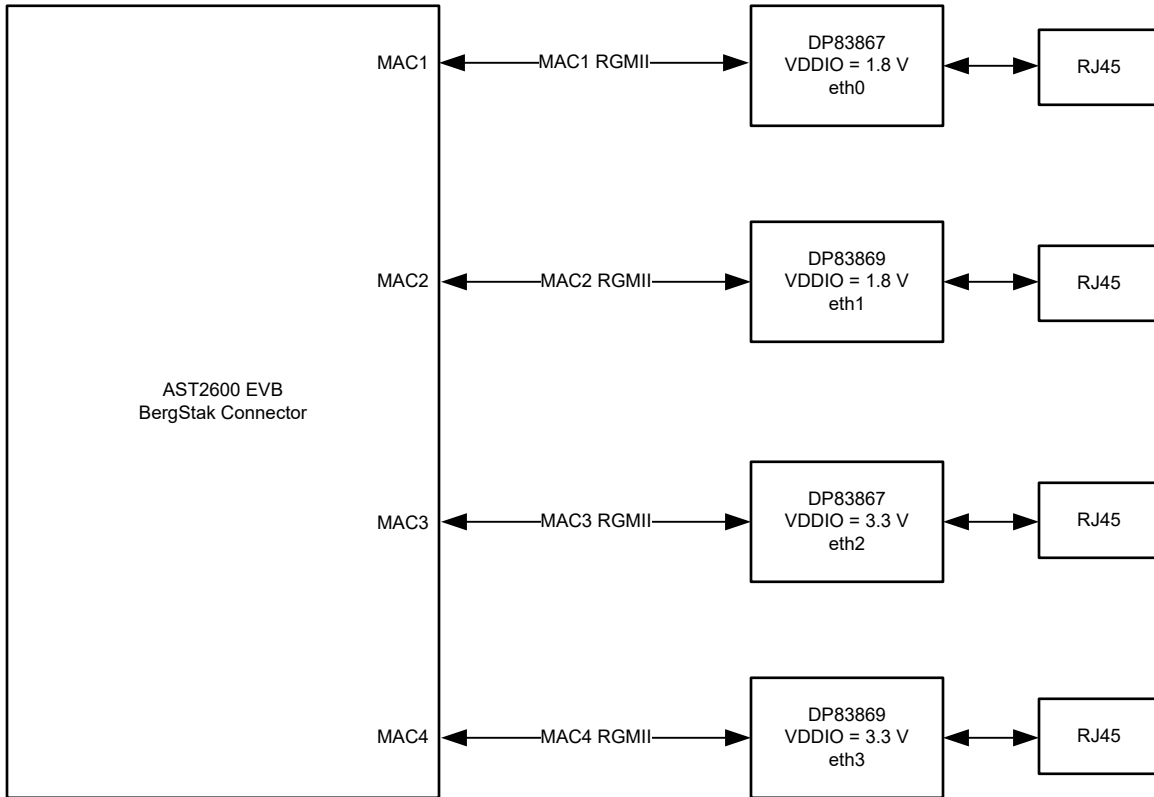 MAC1
MAC1 RGMII
DP83867
VDDIO = 1.8 V
eth0
RJ45
MAC2
MAC2 RGMII
DP83869
VDDIO = 1.8 V
eth1
RJ45
AST2600 EVB
BergStak Connector
MAC3
MAC3 RGMII
DP83867
VDDIO = 3.3 V
eth2
RJ45
MAC4
MAC4 RGMII
DP83869
VDDIO = 3.3 V
eth3
RJ45